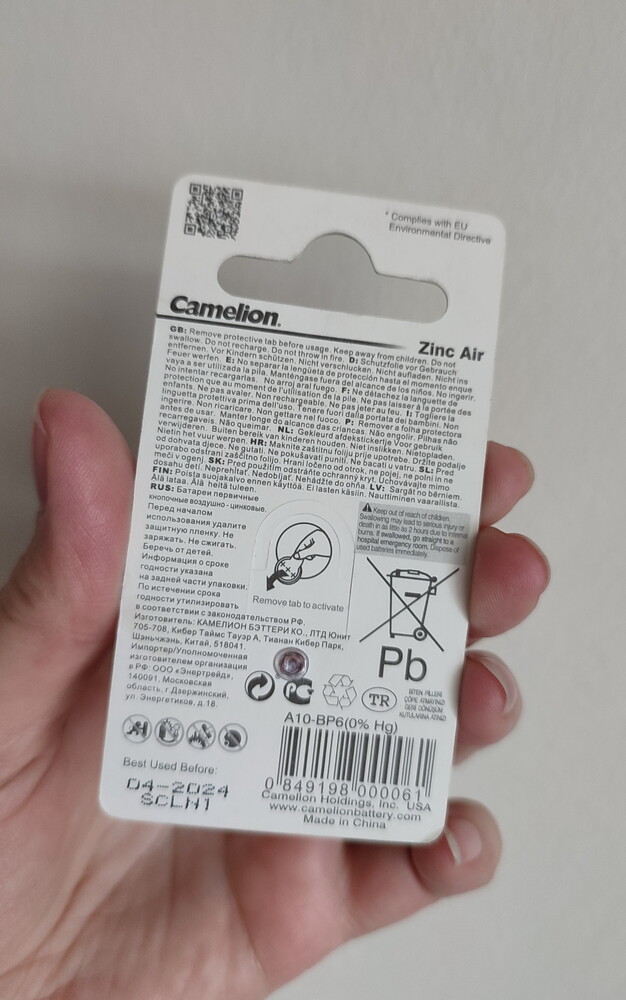 * Complies with EU
Environmental Directive
Camelion.
Zinc Air
GB: Remove protective tab before usage. Keep away from children. Do not
swallow. Do not recharge. Do not throw in fire. D: Schutzfolie vor Gebrauch
entfernen. Vor Kindern schützen. Nicht verschlucken. Nicht aufladen. Nicht ins
Feuer werfen. E: No separar la lengüeta de protección hasta el momento enque
vaya a ser utilizada la pila. Manténgase fuera del alcance de los niños. No ingerir.
No intentar recargarlas. No arroj aral fuego. F: Ne détachez la languette de
protection que au moment de l'utilisation de la pile. Ne pas laisser à la portée des
enfants. Ne pas avaler. Non rechargeable. Ne pas jeter au feu. I: Togliere la
linguetta protettiva prima dell'uso. Tenere fuori dalla portata dei bambini. Non
ingerire. Non ricaricare. Non gettare nel fuoco. P: Remover a folha protectora
antes de usar. Manter longe do alcance das crianças. Não engolir. Pilhas não
recarregaveis. Não queimar. NL: Gekleurd afdekstickertje Voor gebruik
verwijderen. Buiten bereik van kinderen houden. Niet inslikken. Nietopladen.
Nietin het vuur werpen. HR: Maknite zaštitnu foliju prije upotrebe. Držite podalje
od dohvata djece. Ne gutati. Ne pokušavati puniti. Ne bacati u vatru. SL: Pred
uporabo odstrani zaščitno folijo. Hrani ločeno od otrok, ne polnj, ne polni in ne
meči v ogenj. SK: Pred použitím odstráňte ochranný kryt. Uchovávajte mimo
dosahu detí. Neprehltať. Nedobíjať. Nehádžte do ohňa. LV: Sargāt no bērniem.
FIN: Poista suojakalvo ennen käyttöä. Ei lasten käsiin. Nauttiminen vaarallista.
Älä lataa. Älä heitä tuleen.
RUS: Батареи первичные
кнопочные воздушно - цинковые.
Перед началом
использования удалите
защитную пленку. Не
заряжать. Не сжигать.
Беречь от детей.
Информация о сроке
годности указана
на задней части упаковки.
По истечении срока
годности утилизировать
в соответствии с законодательством РФ.
Изготовитель: КАМЕЛИОН БЭТТЕРИ КО., ЛТД Юнит
705-708, Кибер Таймс Тауэр А, Тианан Кибер Парк,
Шэньчжэнь, Китай, 518041.
Импортер/Уполномоченная
изготовителем организация
в РФ: ООО «Энертрейд»,
140091, Московская
область, г.Дзержинский,
ул. Энергетиков, д.18.
Keep out of reach of children.
Swallowing may lead to serious injury or
death in as little as 2 hours due to internal
burns. If swallowed, go straight to a
hospital emergency room. Dispose of
used batteries immediately.
Remove tab to activate
Pb
TR
BİTEN PİLLERİ
ÇÖPE ATMAYINIZ
GERİ DÖNÜŞÜM
KUTULARINA ATINIZ
A10-BP6(0% Hg)
0 849198 000061
Camelion Holdings, Inc. USA
www.camelionbattery.com
Made in China
Best Used Before:
04-2024
SCLN1